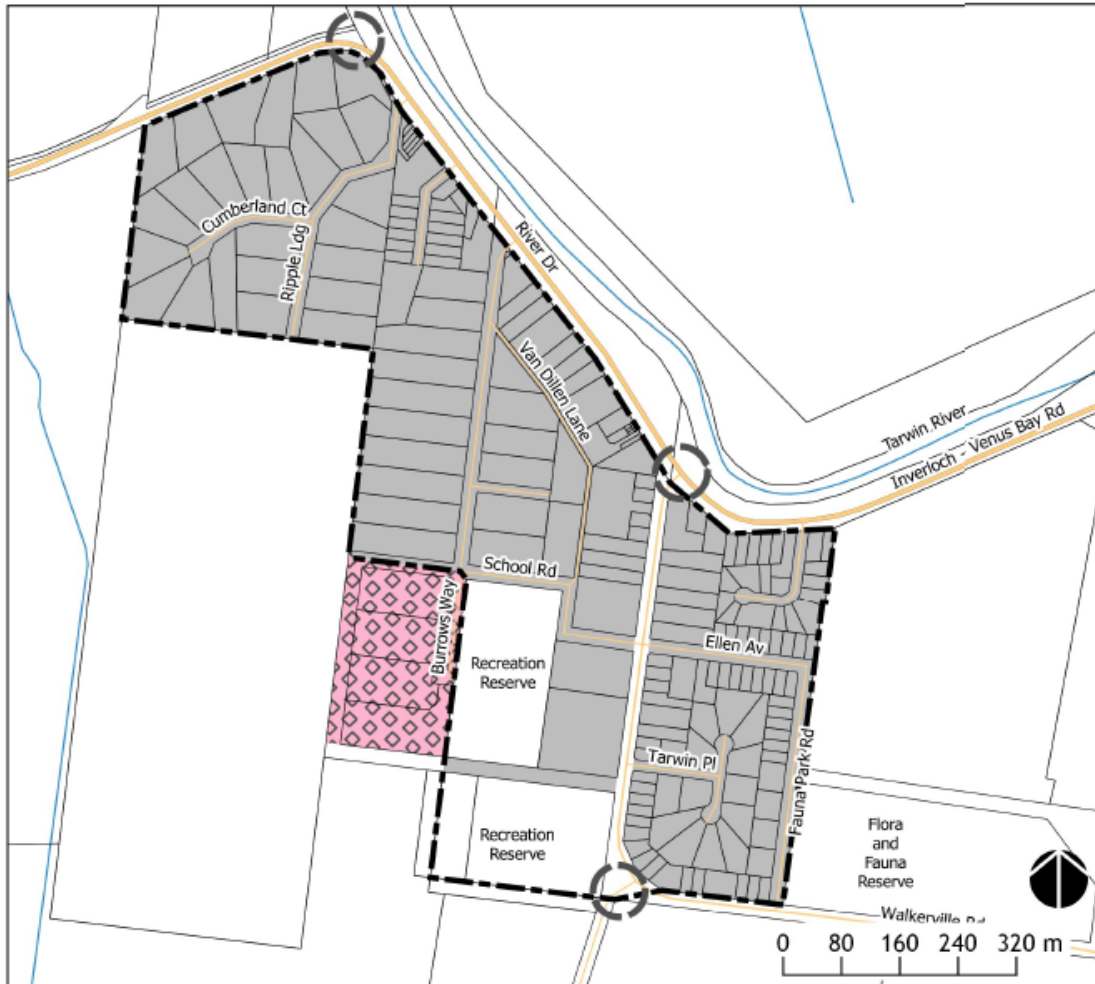 River Dr
Cumberland Ct
Ripple Ldg
Van Dillen Lane
Tarwin River
Inverloch - Venus Bay Rd
School Rd
Burrows Way
Recreation
Reserve
Ellen Av
Tarwin Pl
Fauna Park Rd
Recreation
Reserve
Flora
and
Fauna
Reserve
Walkerville Rd
0 80 160 240 320 m